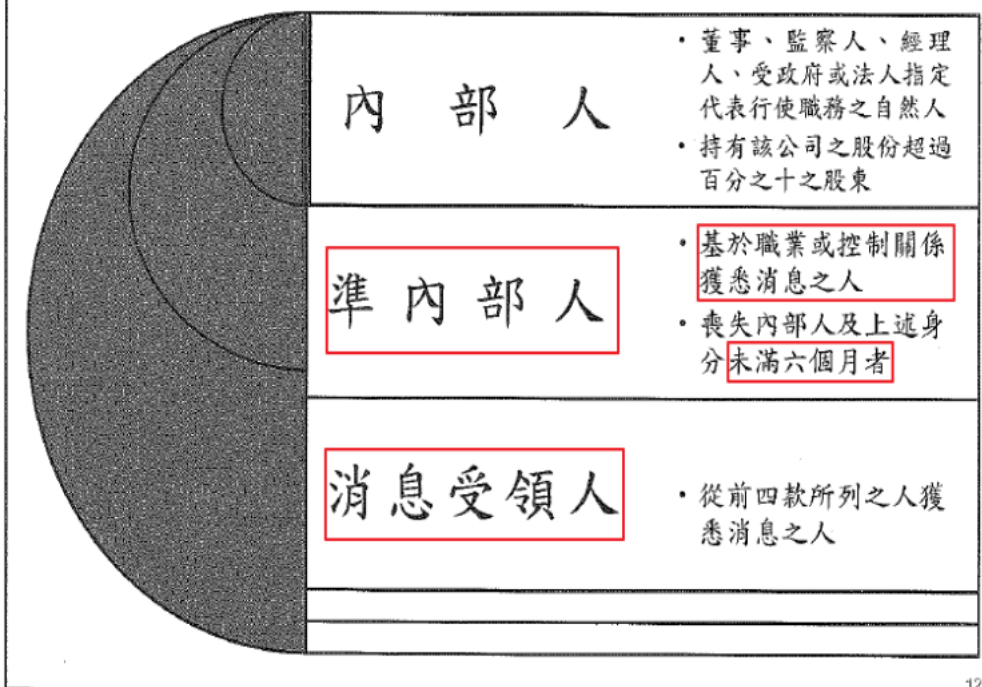 內部人
• 董事、監察人、經理
人、受政府或法人指定
代表行使職務之自然人
• 持有該公司之股份超過
百分之十之股東
準內部人
• 基於職業或控制關係
獲悉消息之人
• 喪失內部人及上述身
分未滿六個月者
消息受領人
• 從前四款所列之人獲
悉消息之人
12